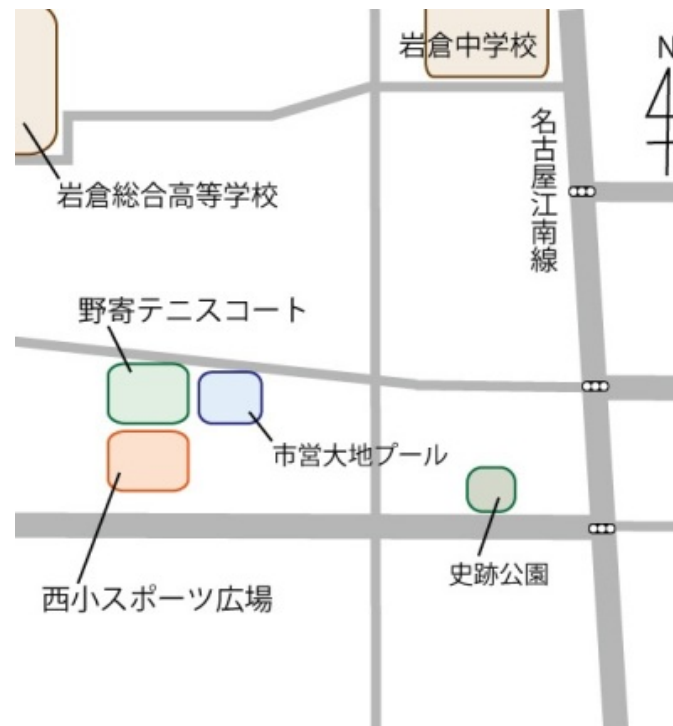 岩倉中学校
N
名古屋江南線
岩倉総合高等学校
野寄テニスコート
市営大地プール
史跡公園
西小スポーツ広場